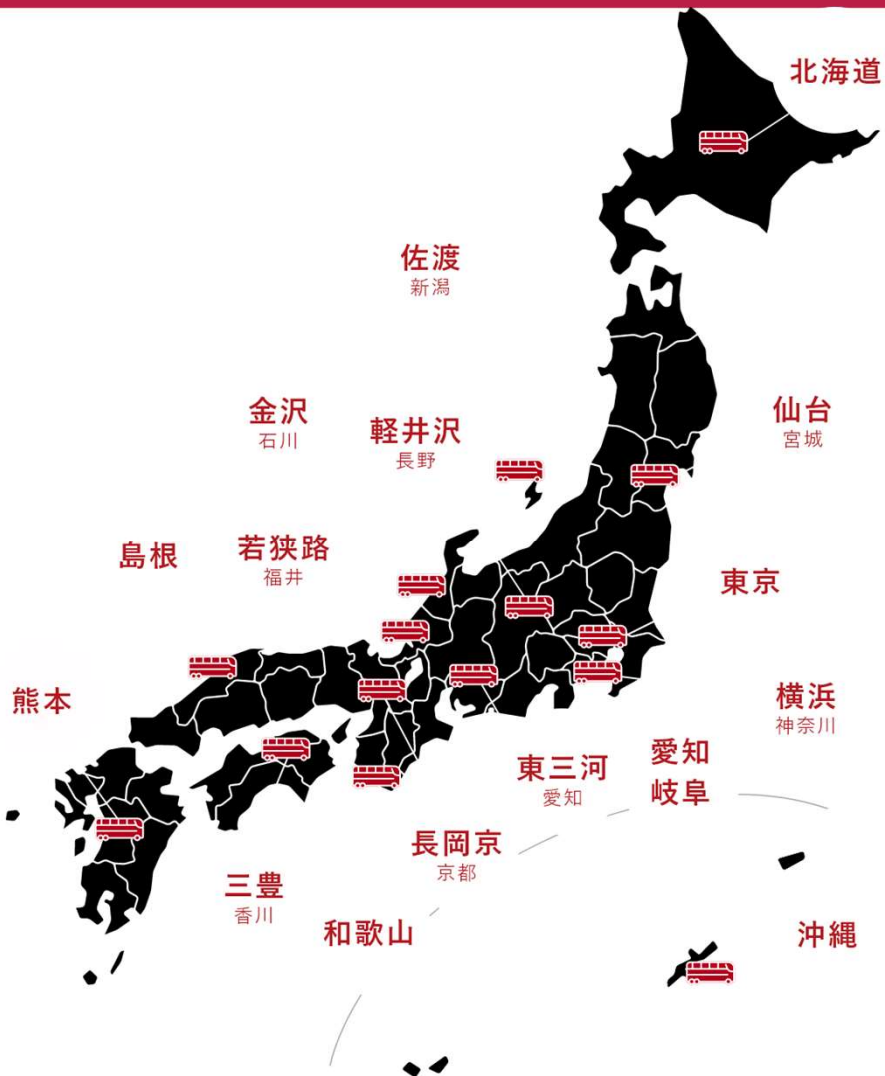 北海道
佐渡
新潟
金沢
石川
軽井沢
長野
仙台
宮城
島根
若狭路
福井
東京
熊本
横浜
神奈川
東三河
愛知
愛知
岐阜
長岡京
京都
三豊
香川
和歌山
沖縄